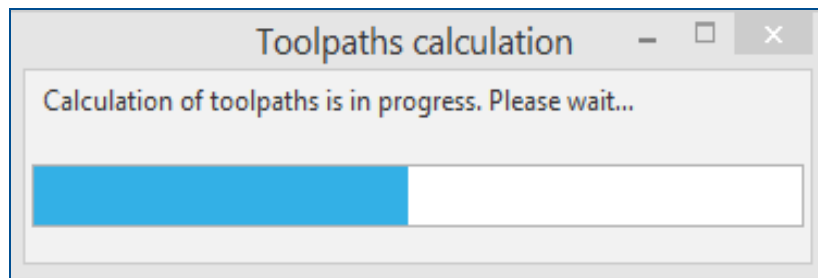 Toolpaths calculation
Calculation of toolpaths is in progress. Please wait...